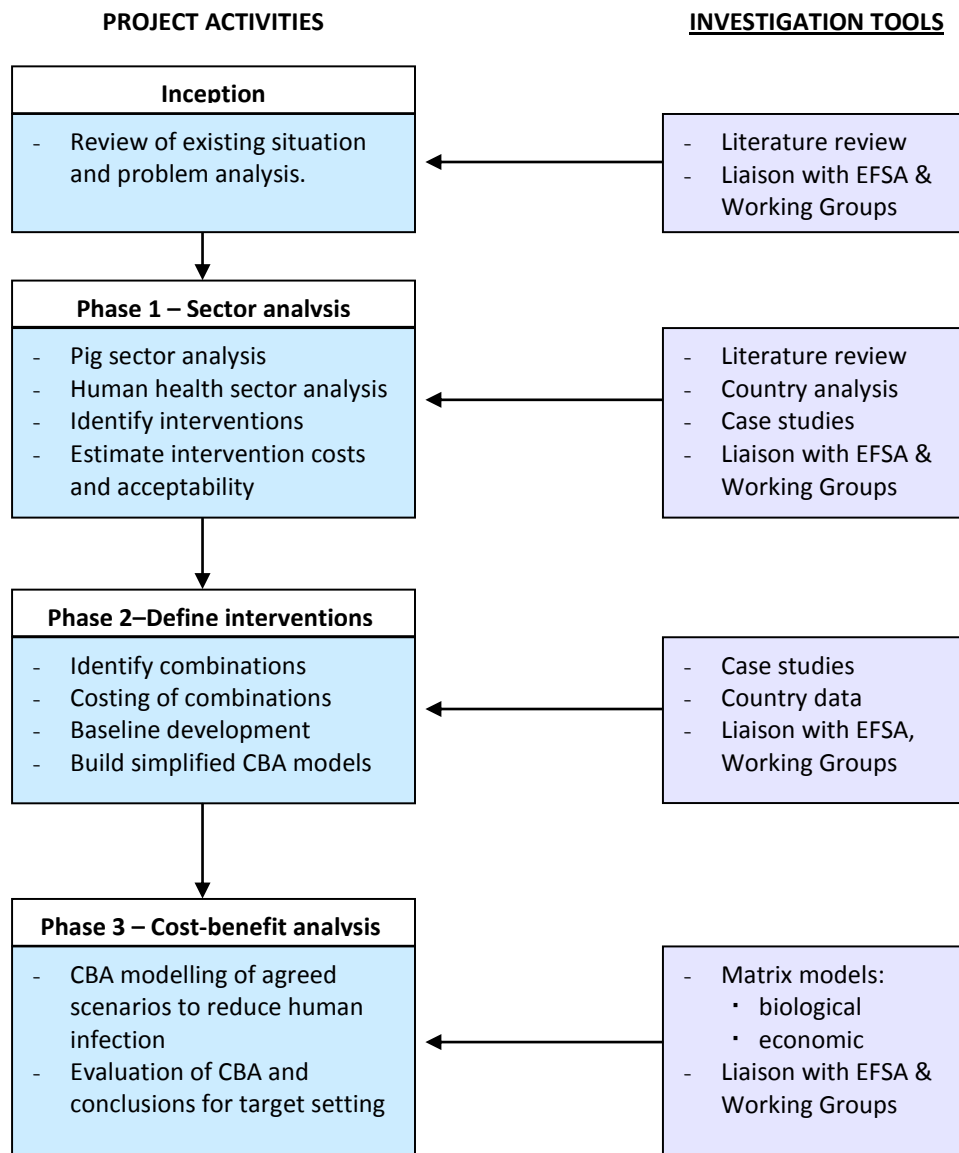 PROJECT ACTIVITIES
INVESTIGATION TOOLS
Inception
- Review of existing situation
and problem analysis.
- Literature review
- Liaison with EFSA &
Working Groups
Phase 1 – Sector analysis
- Pig sector analysis
- Human health sector analysis
- Identify interventions
- Estimate intervention costs
and acceptability
- Literature review
- Country analysis
- Case studies
- Liaison with EFSA &
Working Groups
Phase 2–Define interventions
- Identify combinations
- Costing of combinations
- Baseline development
- Build simplified CBA models
- Case studies
- Country data
- Liaison with EFSA,
Working Groups
Phase 3 – Cost-benefit analysis
- CBA modelling of agreed
scenarios to reduce human
infection
- Evaluation of CBA and
conclusions for target setting
- Matrix models:
· biological
· economic
- Liaison with EFSA &
Working Groups